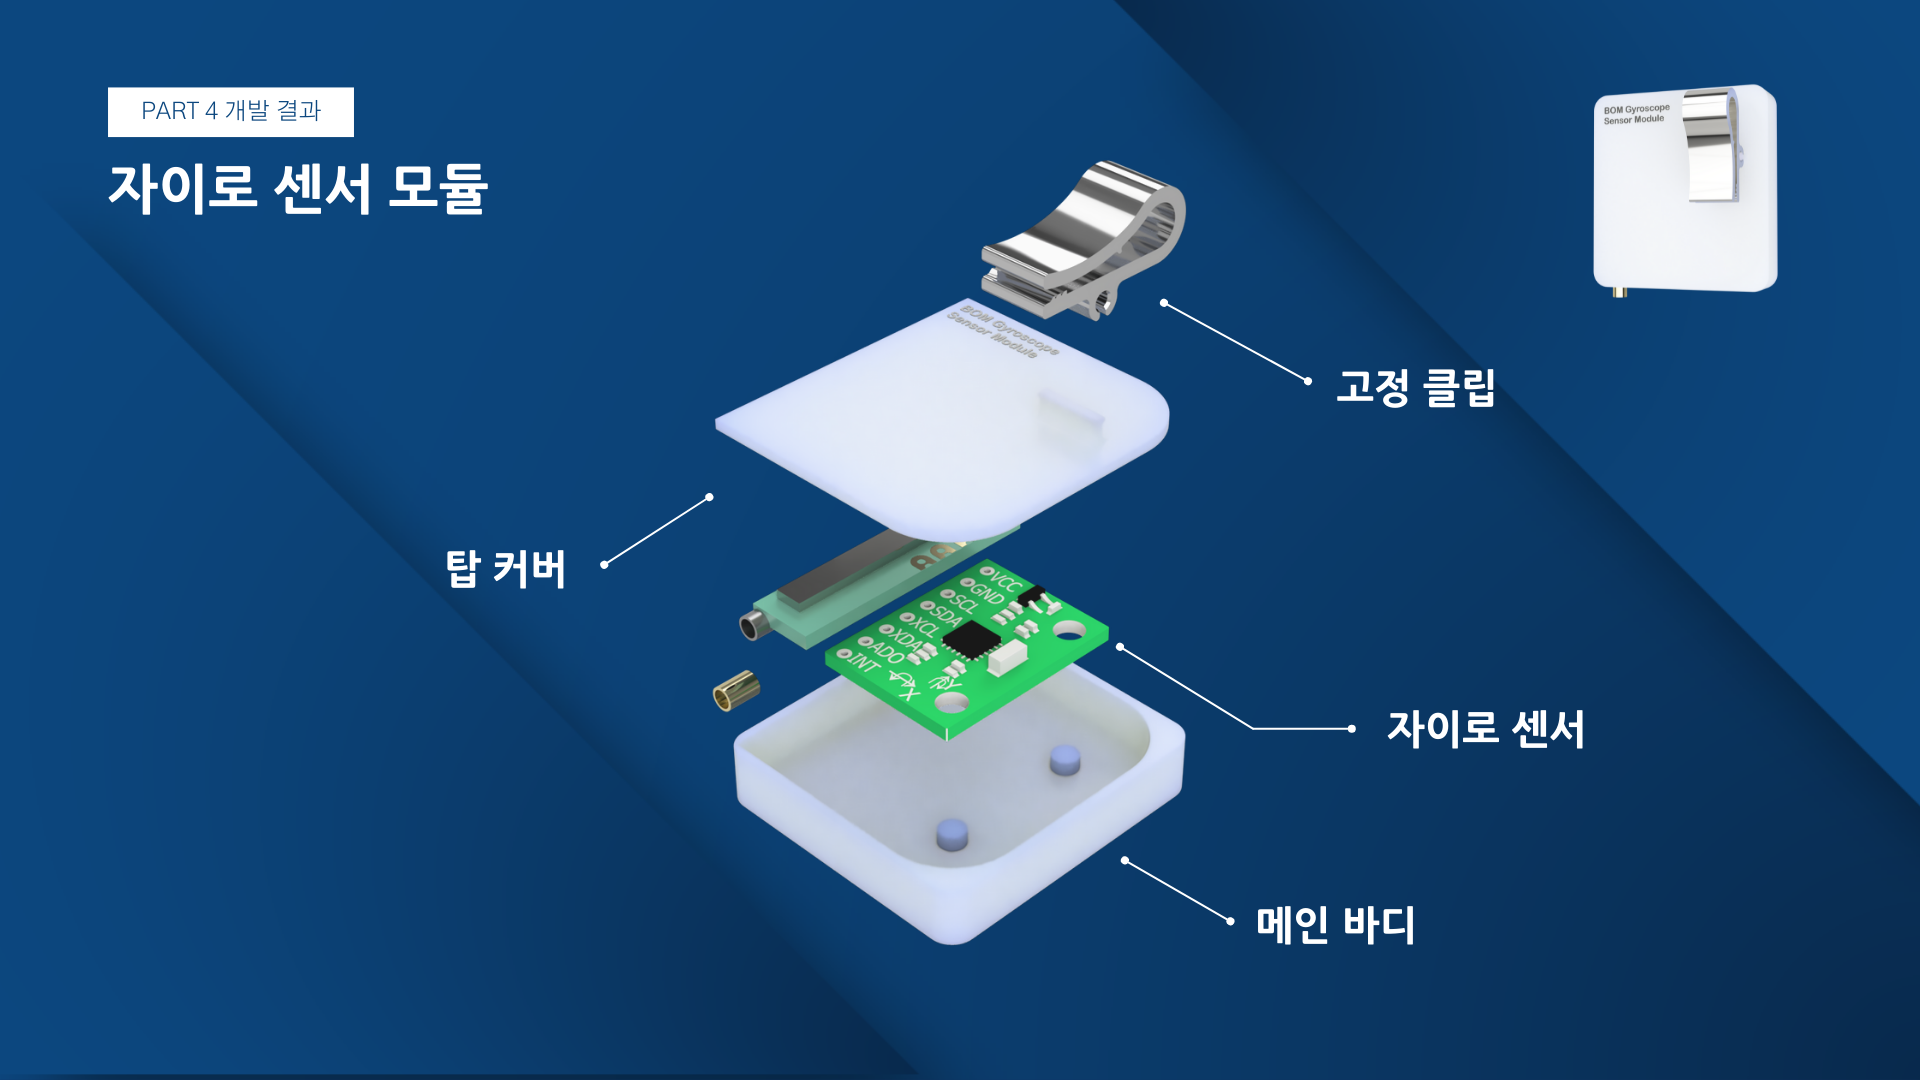 PART 4 개발 결과
자이로 센서 모듈
BOM Gyroscope
Sensor Module
고정 클립
BOM Gyroscope
Sensor Module
탑 커버
VCC
GND
SCL
SDA
XCL
XDA
ADO
INT
X
Y
자이로 센서
메인 바디